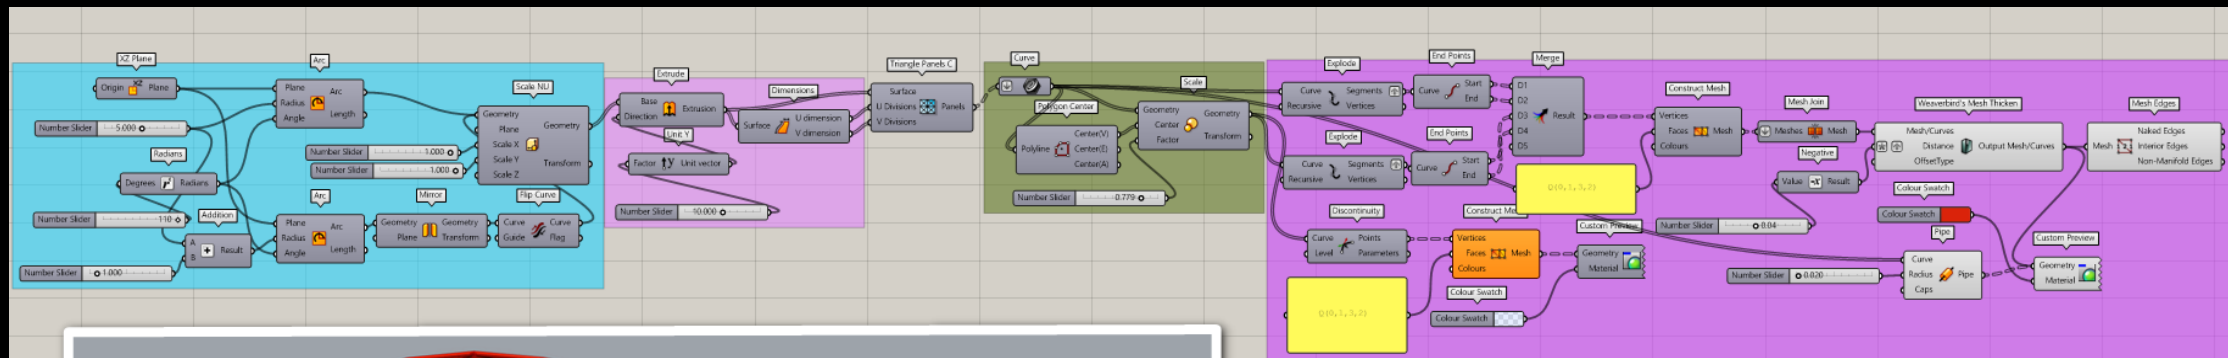 XZ Plane
Origin
Plane
Number Slider
5.000
Radians
Degrees
Radians
Number Slider
110
Addition
A
B
Result
Number Slider
1.000
Arc
Plane
Radius
Angle
Arc
Length
Number Slider
1.000
Number Slider
1.000
Arc
Plane
Radius
Angle
Arc
Length
Mirror
Geometry
Plane
Geometry
Transform
Scale NU
Geometry
Plane
Scale X
Scale Y
Scale Z
Geometry
Transform
Flip Curve
Curve
Guide
Curve
Flag
Extrude
Base
Direction
Extrusion
Unit Y
Factor
Unit vector
Number Slider
10.000
Dimensions
Surface
U dimension
V dimension
Triangle Panels C
Surface
U Divisions
V Divisions
Panels
Curve
Polygon Center
Polyline
Center(V)
Center(E)
Center(A)
Scale
Geometry
Center
Factor
Geometry
Transform
Number Slider
0.779
Explode
Curve
Recursive
Segments
Vertices
End Points
Curve
Start
End
Merge
D1
D2
D3
D4
D5
Result
Explode
Curve
Recursive
Segments
Vertices
End Points
Curve
Start
End
Q{0,1,3,2}
Construct Mesh
Vertices
Faces
Colours
Mesh
Mesh Join
Meshes
Mesh
Negative
Value
Result
Number Slider
0.04
Weaverbird's Mesh Thicken
Mesh/Curves
Distance
OffsetType
Output Mesh/Curves
Mesh Edges
Mesh
Naked Edges
Interior Edges
Non-Manifold Edges
Discontinuity
Curve
Level
Points
Parameters
Construct Me
Vertices
Faces
Colours
Mesh
Custom Preview
Geometry
Material
Q{0,1,3,2}
Colour Swatch
Colour Swatch
Colour Swatch
Colour Swatch
Number Slider
0.020
Pipe
Curve
Radius
Caps
Pipe
Custom Preview
Geometry
Material